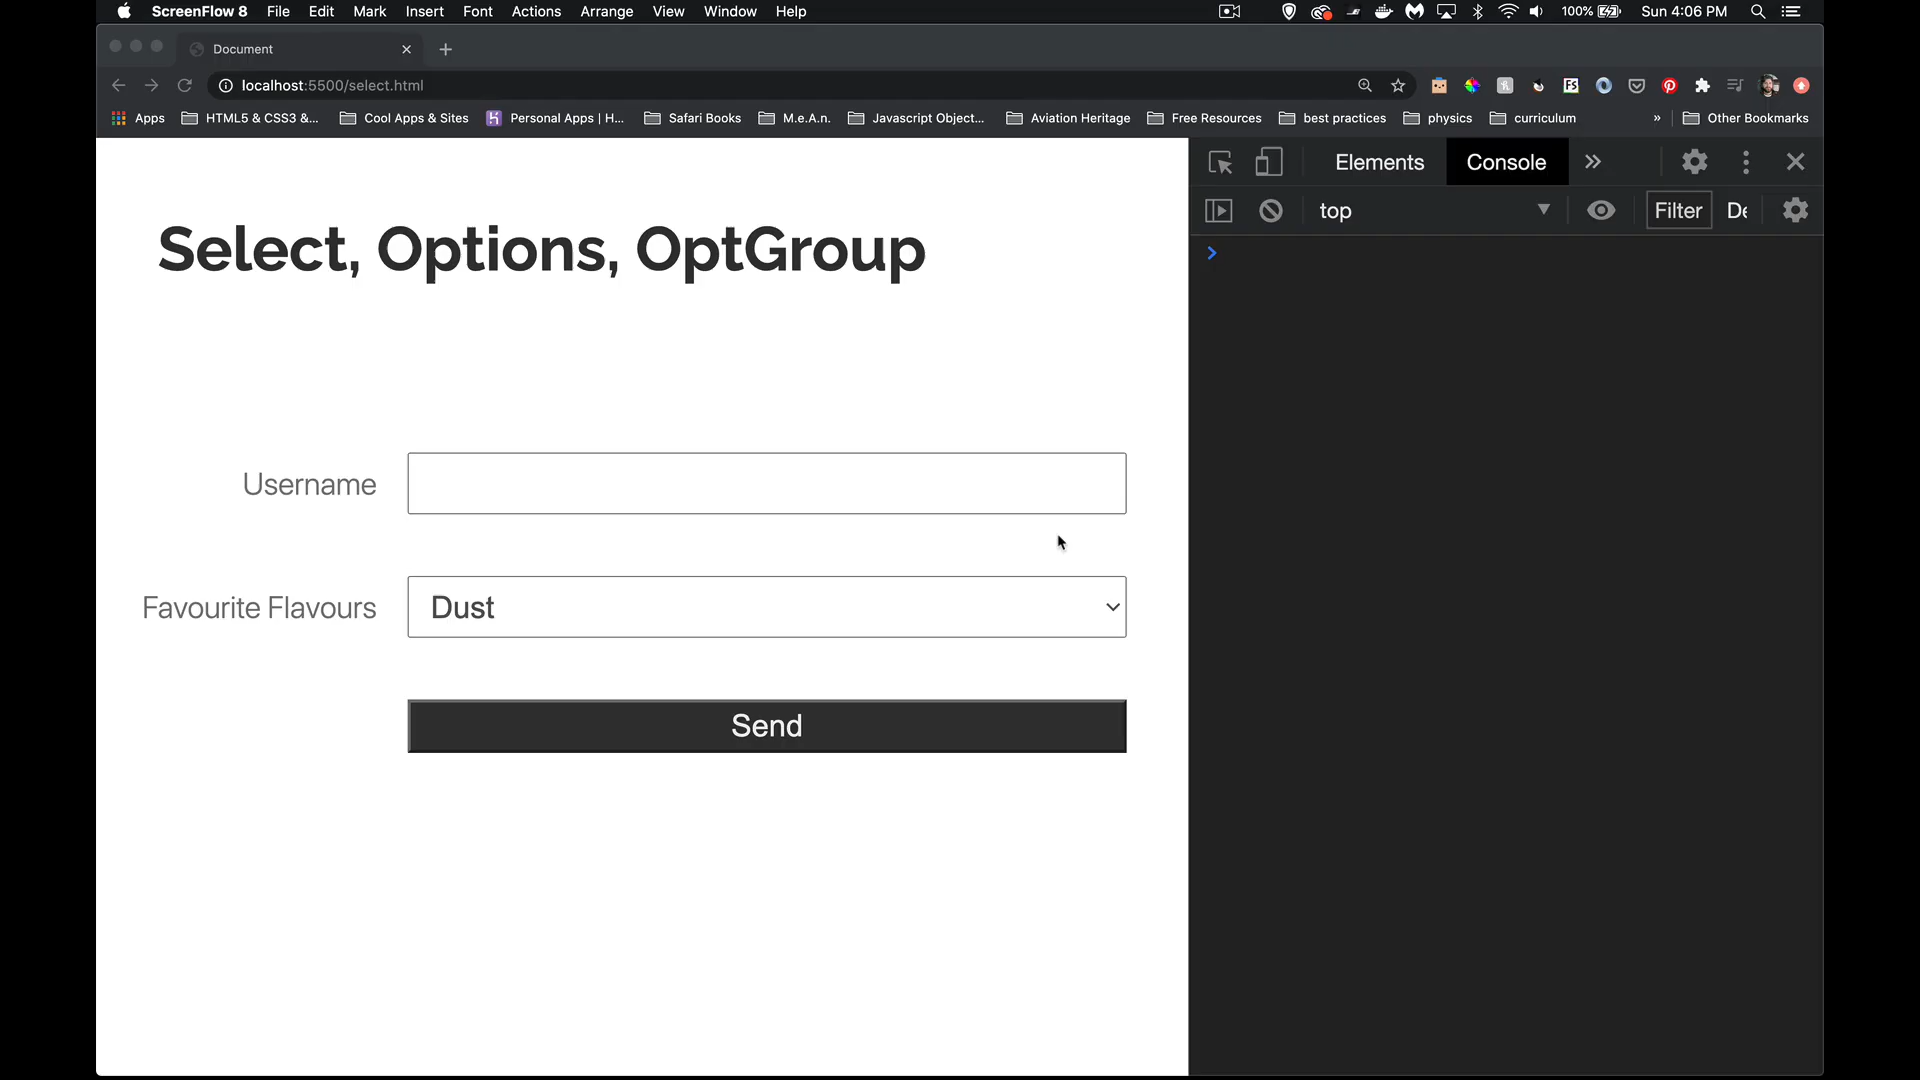 ScreenFlow 8 File Edit Mark Insert Font Actions Arrange View Window Help 100% Sun 4:06 PM
Document
localhost:5500/select.html
Apps HTML5 & CSS3 &... Cool Apps & Sites Personal Apps | H... Safari Books M.e.A.n. Javascript Object... Aviation Heritage Free Resources best practices physics curriculum » Other Bookmarks
Elements Console
top Filter De
Select, Options, OptGroup
Username
Favourite Flavours Dust
Send